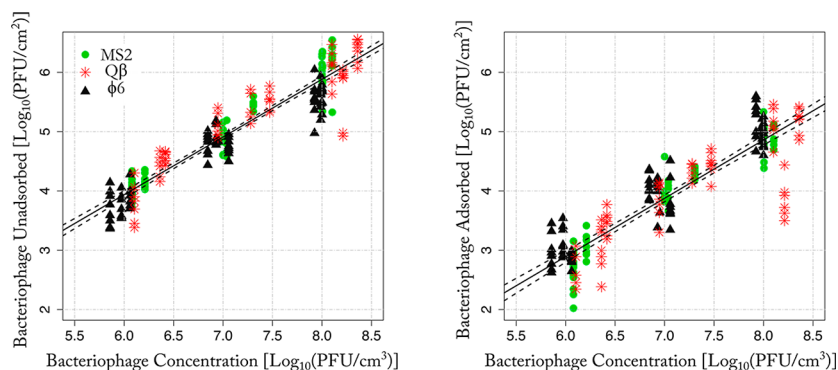 Bacteriophage Unadsorbed [Log₁₀(PFU/cm²)]
6
5
4
3
2
MS2
Qβ
ϕ6
5.5 6.0 6.5 7.0 7.5 8.0 8.5
Bacteriophage Concentration [Log₁₀(PFU/cm³)]
Bacteriophage Adsorbed [Log₁₀(PFU/cm²)]
6
5
4
3
2
5.5 6.0 6.5 7.0 7.5 8.0 8.5
Bacteriophage Concentration [Log₁₀(PFU/cm³)]